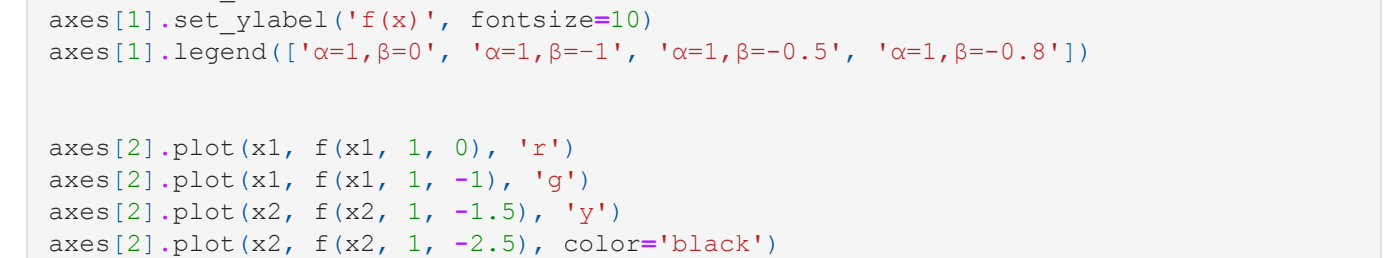 axes[1].set_ylabel('f(x)', fontsize=10)
axes[1].legend(['α=1,β=0', 'α=1,β=-1', 'α=1,β=-0.5', 'α=1,β=-0.8'])
axes[2].plot(x1, f(x1, 1, 0), 'r')
axes[2].plot(x1, f(x1, 1, -1), 'g')
axes[2].plot(x2, f(x2, 1, -1.5), 'y')
axes[2].plot(x2, f(x2, 1, -2.5), color='black')